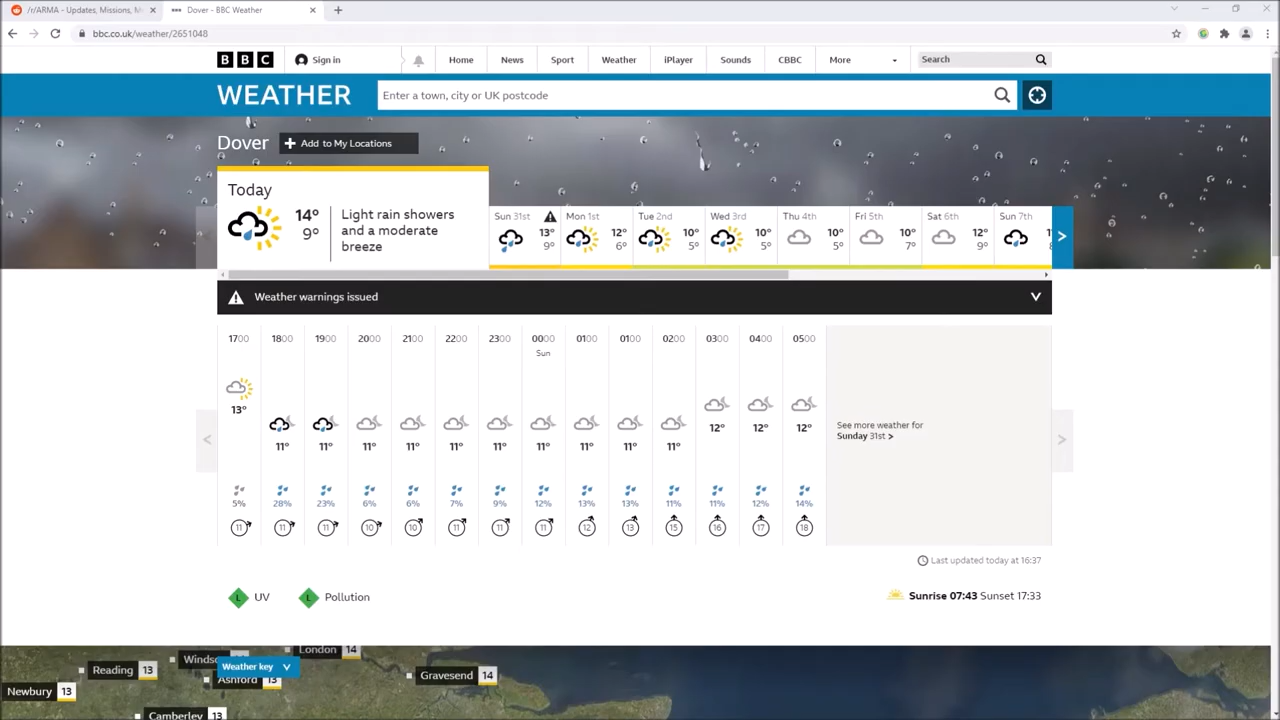 /r/ARMA - Updates, Missions, M
Dover - BBC Weather
bbc.co.uk/weather/2651048
BBC
Sign in
Home
News
Sport
Weather
iPlayer
Sounds
CBBC
More
Search
WEATHER
Enter a town, city or UK postcode
Dover
Add to My Locations
Today
14°
9°
Light rain showers
and a moderate
breeze
Sun 31st
13°
9°
Mon 1st
12°
6°
Tue 2nd
10°
5°
Wed 3rd
10°
5°
Thu 4th
10°
5°
Fri 5th
10°
7°
Sat 6th
12°
9°
Sun 7th
Weather warnings issued
1700 1800 1900 2000 2100 2200 2300 0000 0100 0100 0200 0300 0400 0500
Sun
13° 11° 11° 11° 11° 11° 11° 11° 11° 11° 11° 12° 12° 12°
5% 28% 23% 6% 6% 7% 9% 12% 13% 13% 11% 11% 12% 14%
11 11 11 10 10 11 11 11 12 13 15 16 17 18
See more weather for
Sunday 31st >
Last updated today at 16:37
L UV
L Pollution
Sunrise 07:43 Sunset 17:33
London 14
Windso
Weather key
Reading 13
Gravesend 14
Ashford 13
Newbury 13
Camberley 13